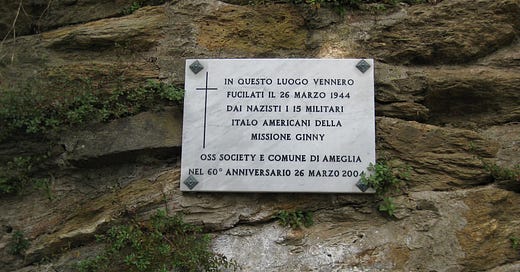 IN QUESTO LUOGO VENNERO
FUCILATI IL 26 MARZO 1944
DAI NAZISTI I 15 MILITARI
ITALO AMERICANI DELLA
MISSIONE GINNY
OSS SOCIETY E COMUNE DI AMEGLIA
NEL 60° ANNIVERSARIO 26 MARZO 2004